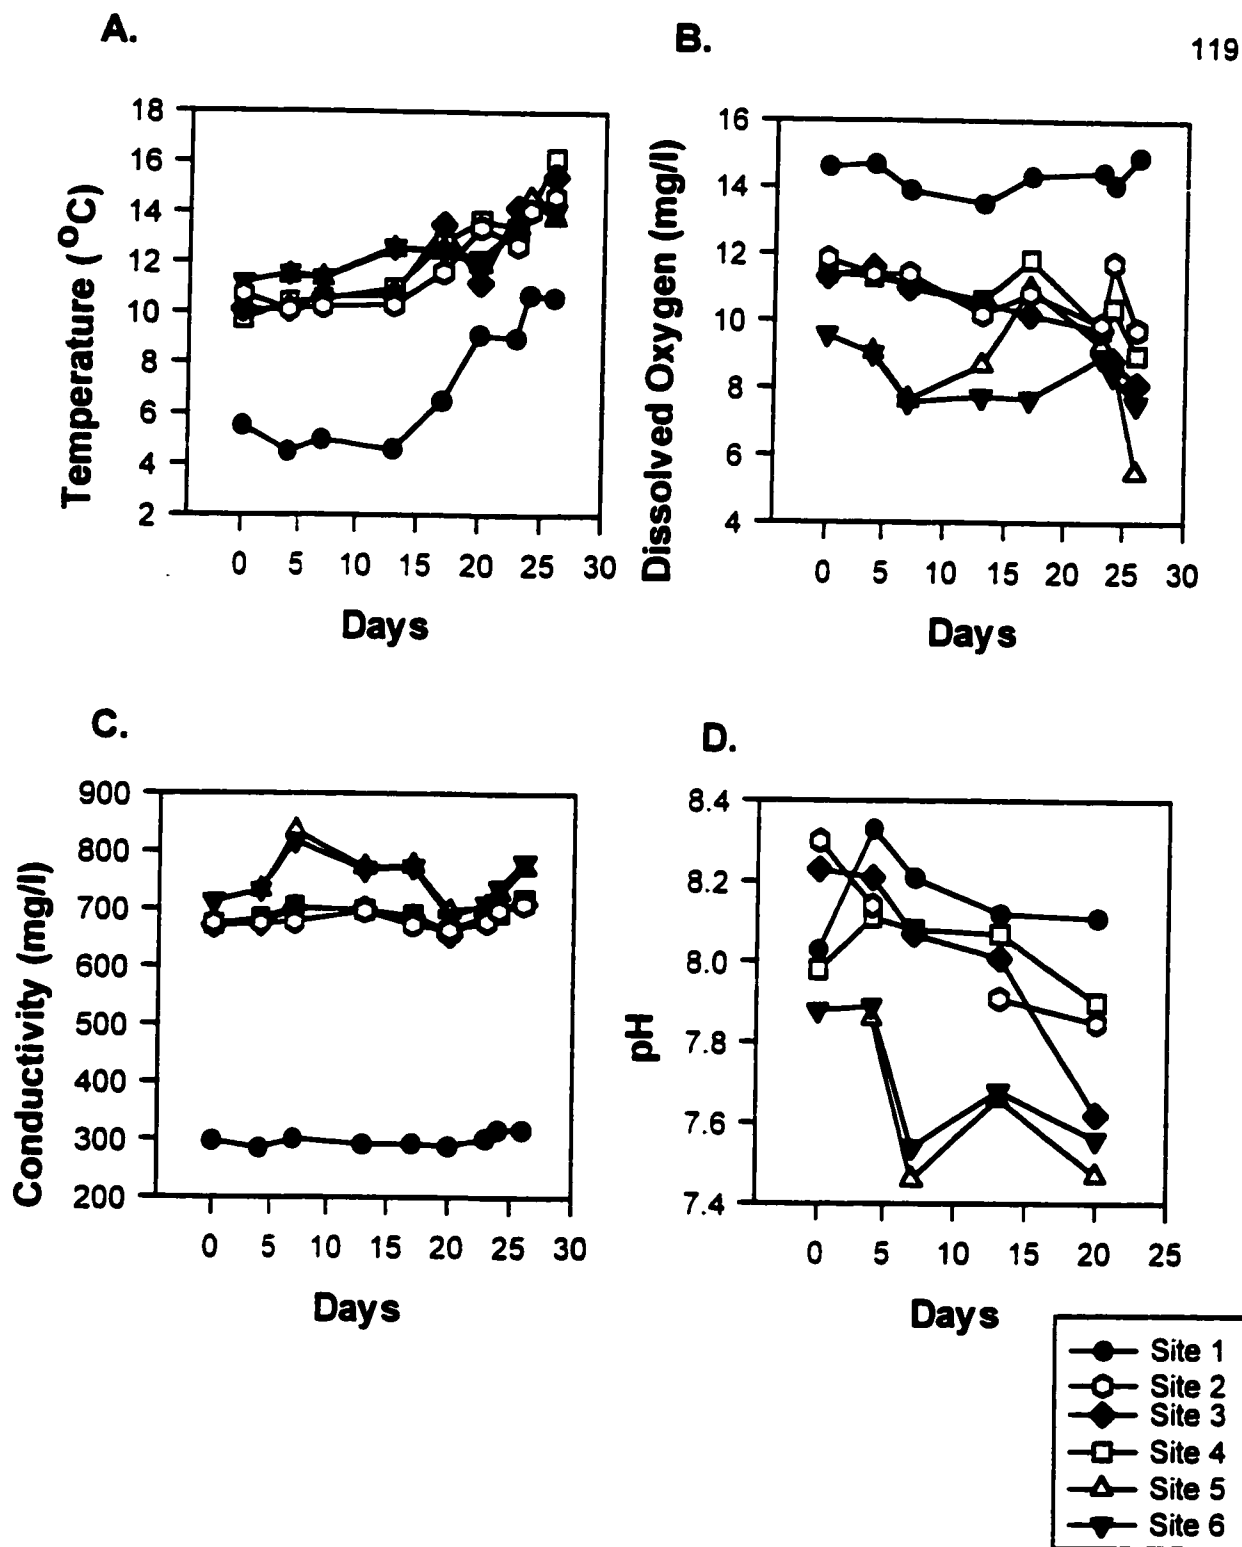 A.
B.
119
18
16
14
12
10
8
6
4
2
Temperature (°C)
0 5 10 15 20 25 30
Days
16
14
12
10
8
6
4
Dissolved Oxygen (mg/l)
0 5 10 15 20 25 30
Days
C.
D.
900
800
700
600
500
400
300
200
Conductivity (mg/l)
0 5 10 15 20 25 30
Days
8.4
8.2
8.0
7.8
7.6
7.4
pH
0 5 10 15 20 25
Days
Site 1
Site 2
Site 3
Site 4
Site 5
Site 6